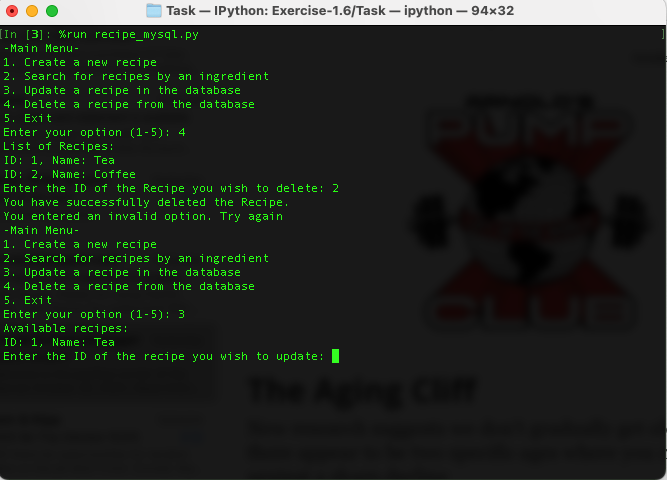 Task — IPython: Exercise-1.6/Task — ipython — 94×32
In [3]: %run recipe_mysql.py
-Main Menu-
1. Create a new recipe
2. Search for recipes by an ingredient
3. Update a recipe in the database
4. Delete a recipe from the database
5. Exit
Enter your option (1-5): 4
List of Recipes:
ID: 1, Name: Tea
ID: 2, Name: Coffee
Enter the ID of the Recipe you wish to delete: 2
You have successfully deleted the Recipe.
You entered an invalid option. Try again
-Main Menu-
1. Create a new recipe
2. Search for recipes by an ingredient
3. Update a recipe in the database
4. Delete a recipe from the database
5. Exit
Enter your option (1-5): 3
Available recipes:
ID: 1, Name: Tea
Enter the ID of the recipe you wish to update:
PUMP
CLUB
The Aging Cliff